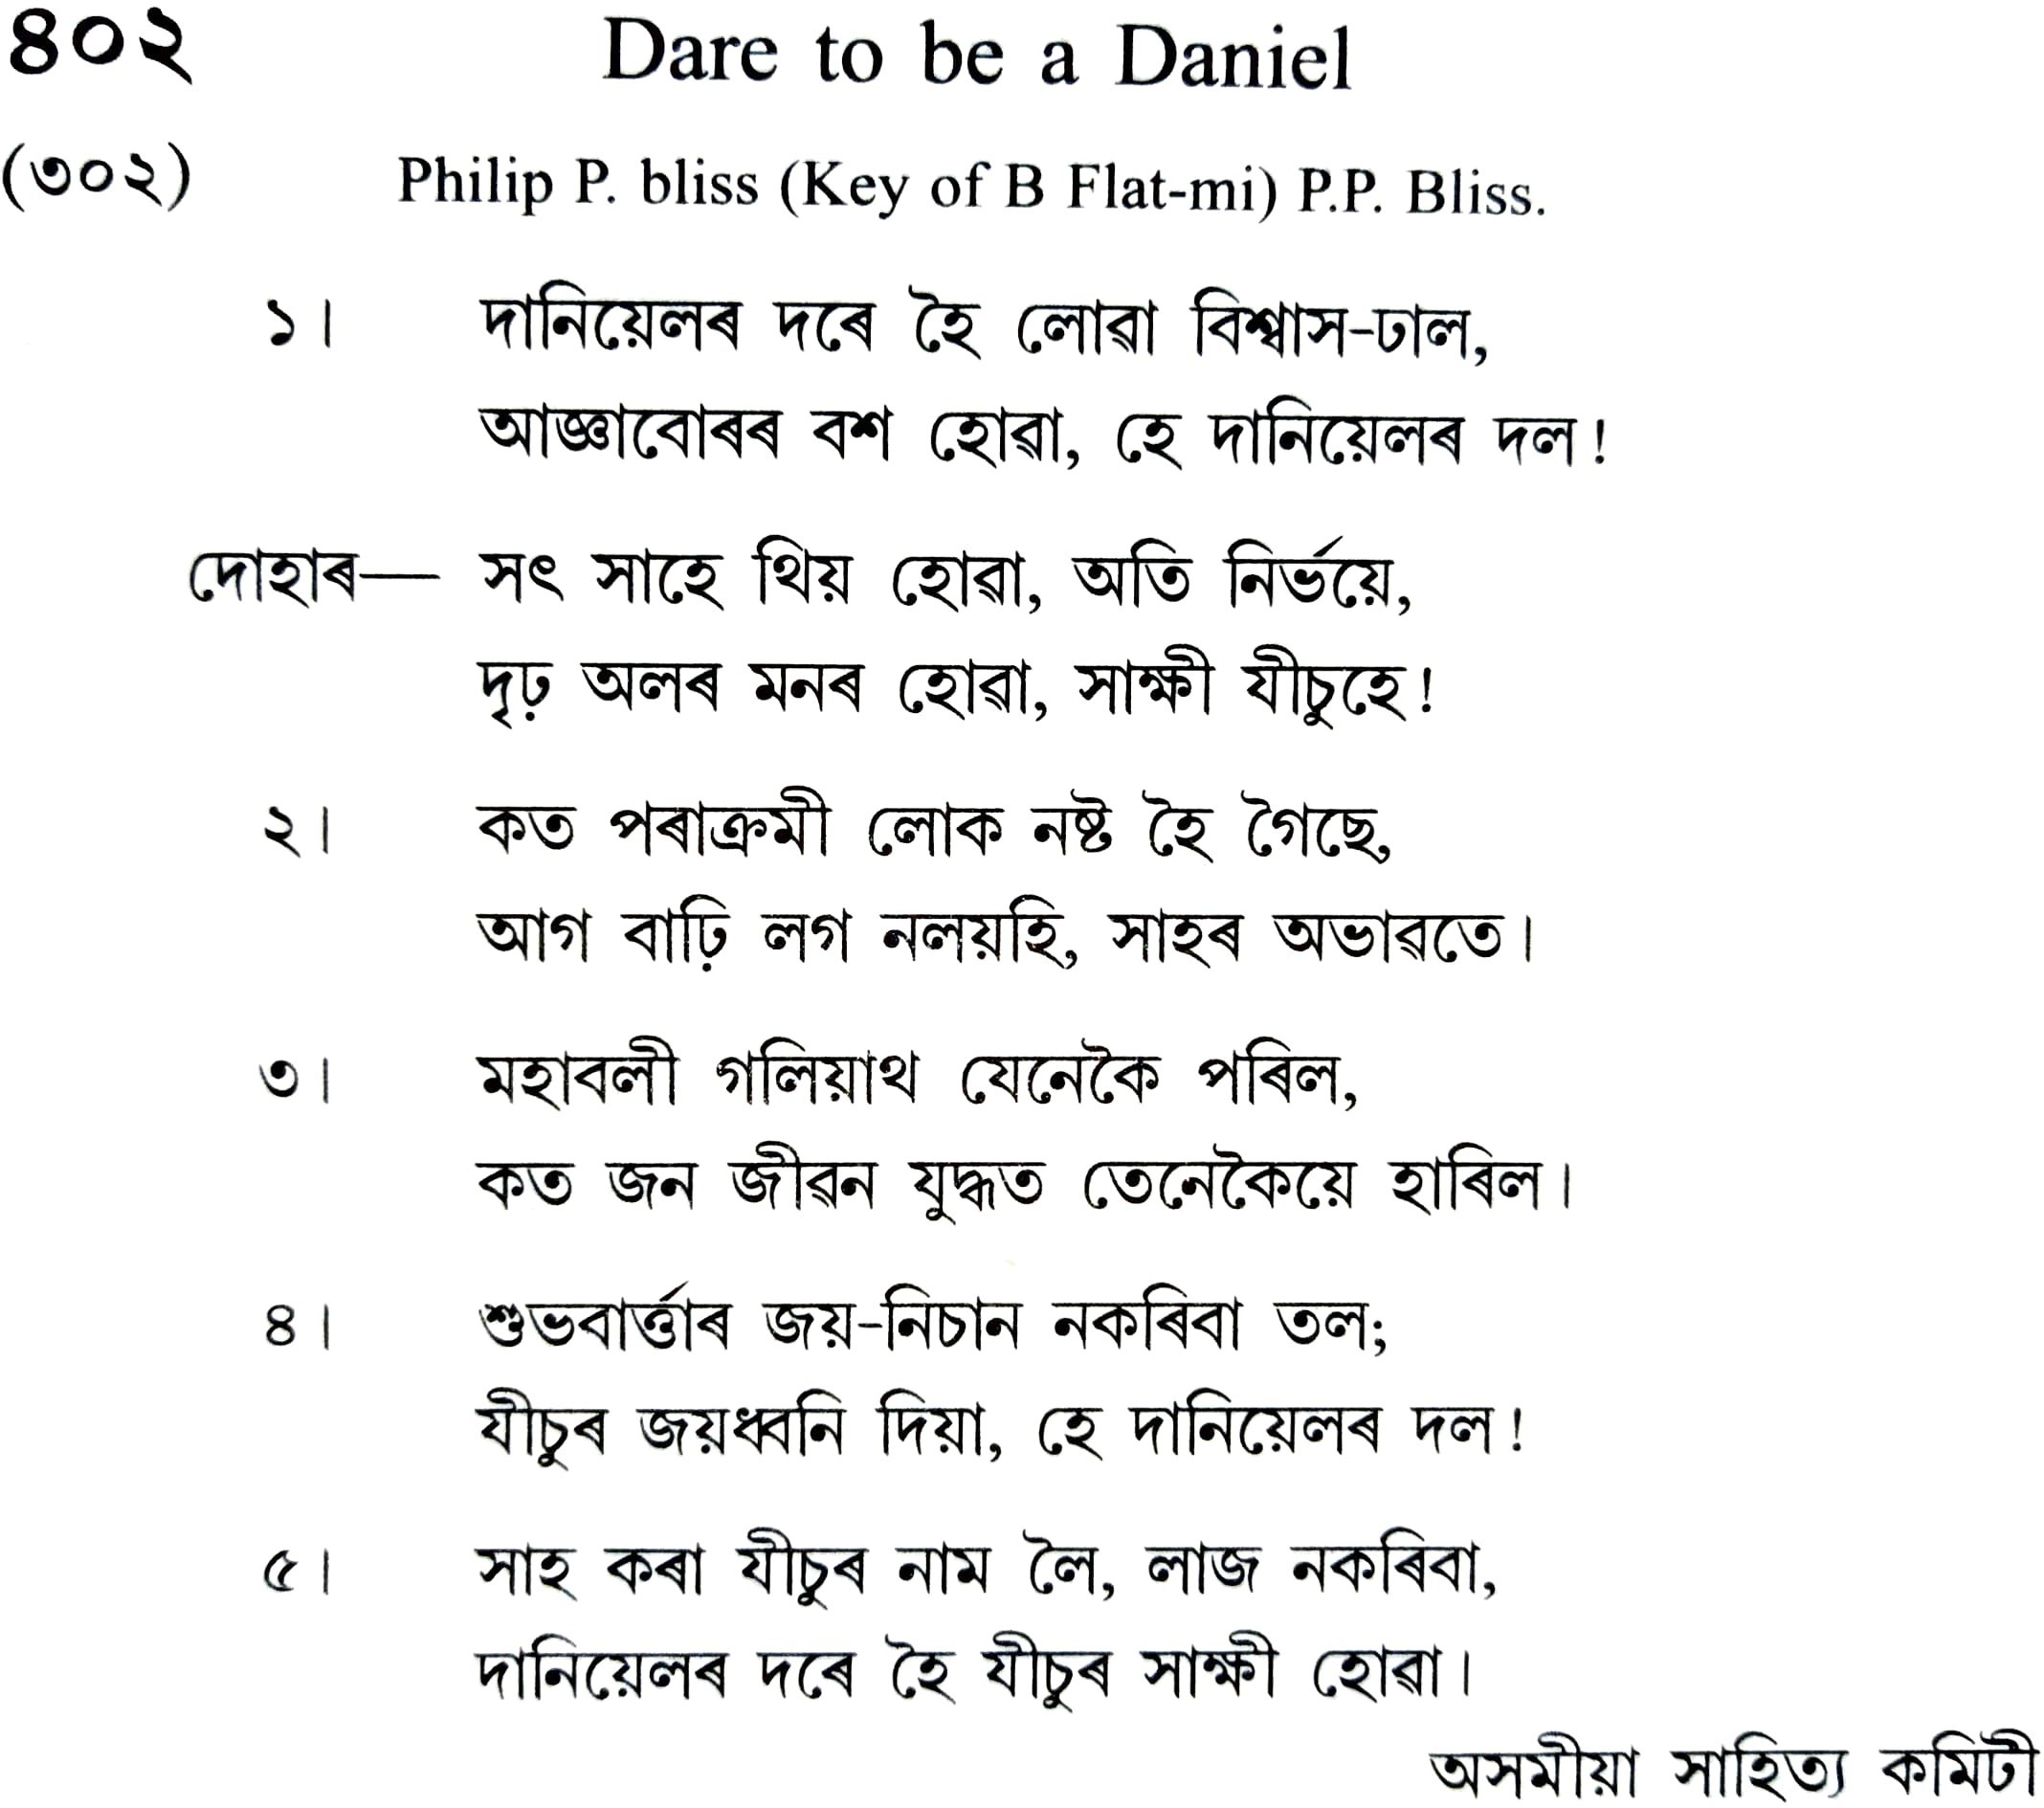 ৪০২ Dare to be a Daniel
(৩০২) Philip P. bliss (Key of B Flat-mi) P.P. Bliss.
১। দানিয়েলৰ দৰে হৈ লোৱা বিশ্বাস-ঢাল,
আজ্ঞাবোৰৰ বশ হোৱা, হে দানিয়েলৰ দল!
দোহাৰ— সৎ সাহে থিয় হোৱা, অতি নিৰ্ভয়ে,
দৃঢ় অলৰ মনৰ হোৱা, সাক্ষী যীচুহে!
২। কত পৰাক্ৰমী লোক নষ্ট হৈ গৈছে,
আগ বাঢ়ি লগ নলয়হি, সাহৰ অভাৱতে।
৩। মহাবলী গলিয়াথ যেনেকৈ পৰিল,
কত জন জীৱন যুদ্ধত তেনেকৈয়ে হাৰিল।
৪। শুভবাৰ্ত্তাৰ জয়-নিচান নকৰিবা তল;
যীচুৰ জয়ধ্বনি দিয়া, হে দানিয়েলৰ দল!
৫। সাহ কৰা যীচুৰ নাম লৈ, লাজ নকৰিবা,
দানিয়েলৰ দৰে হৈ যীচুৰ সাক্ষী হোৱা।
অসমীয়া সাহিত্য কমিটী